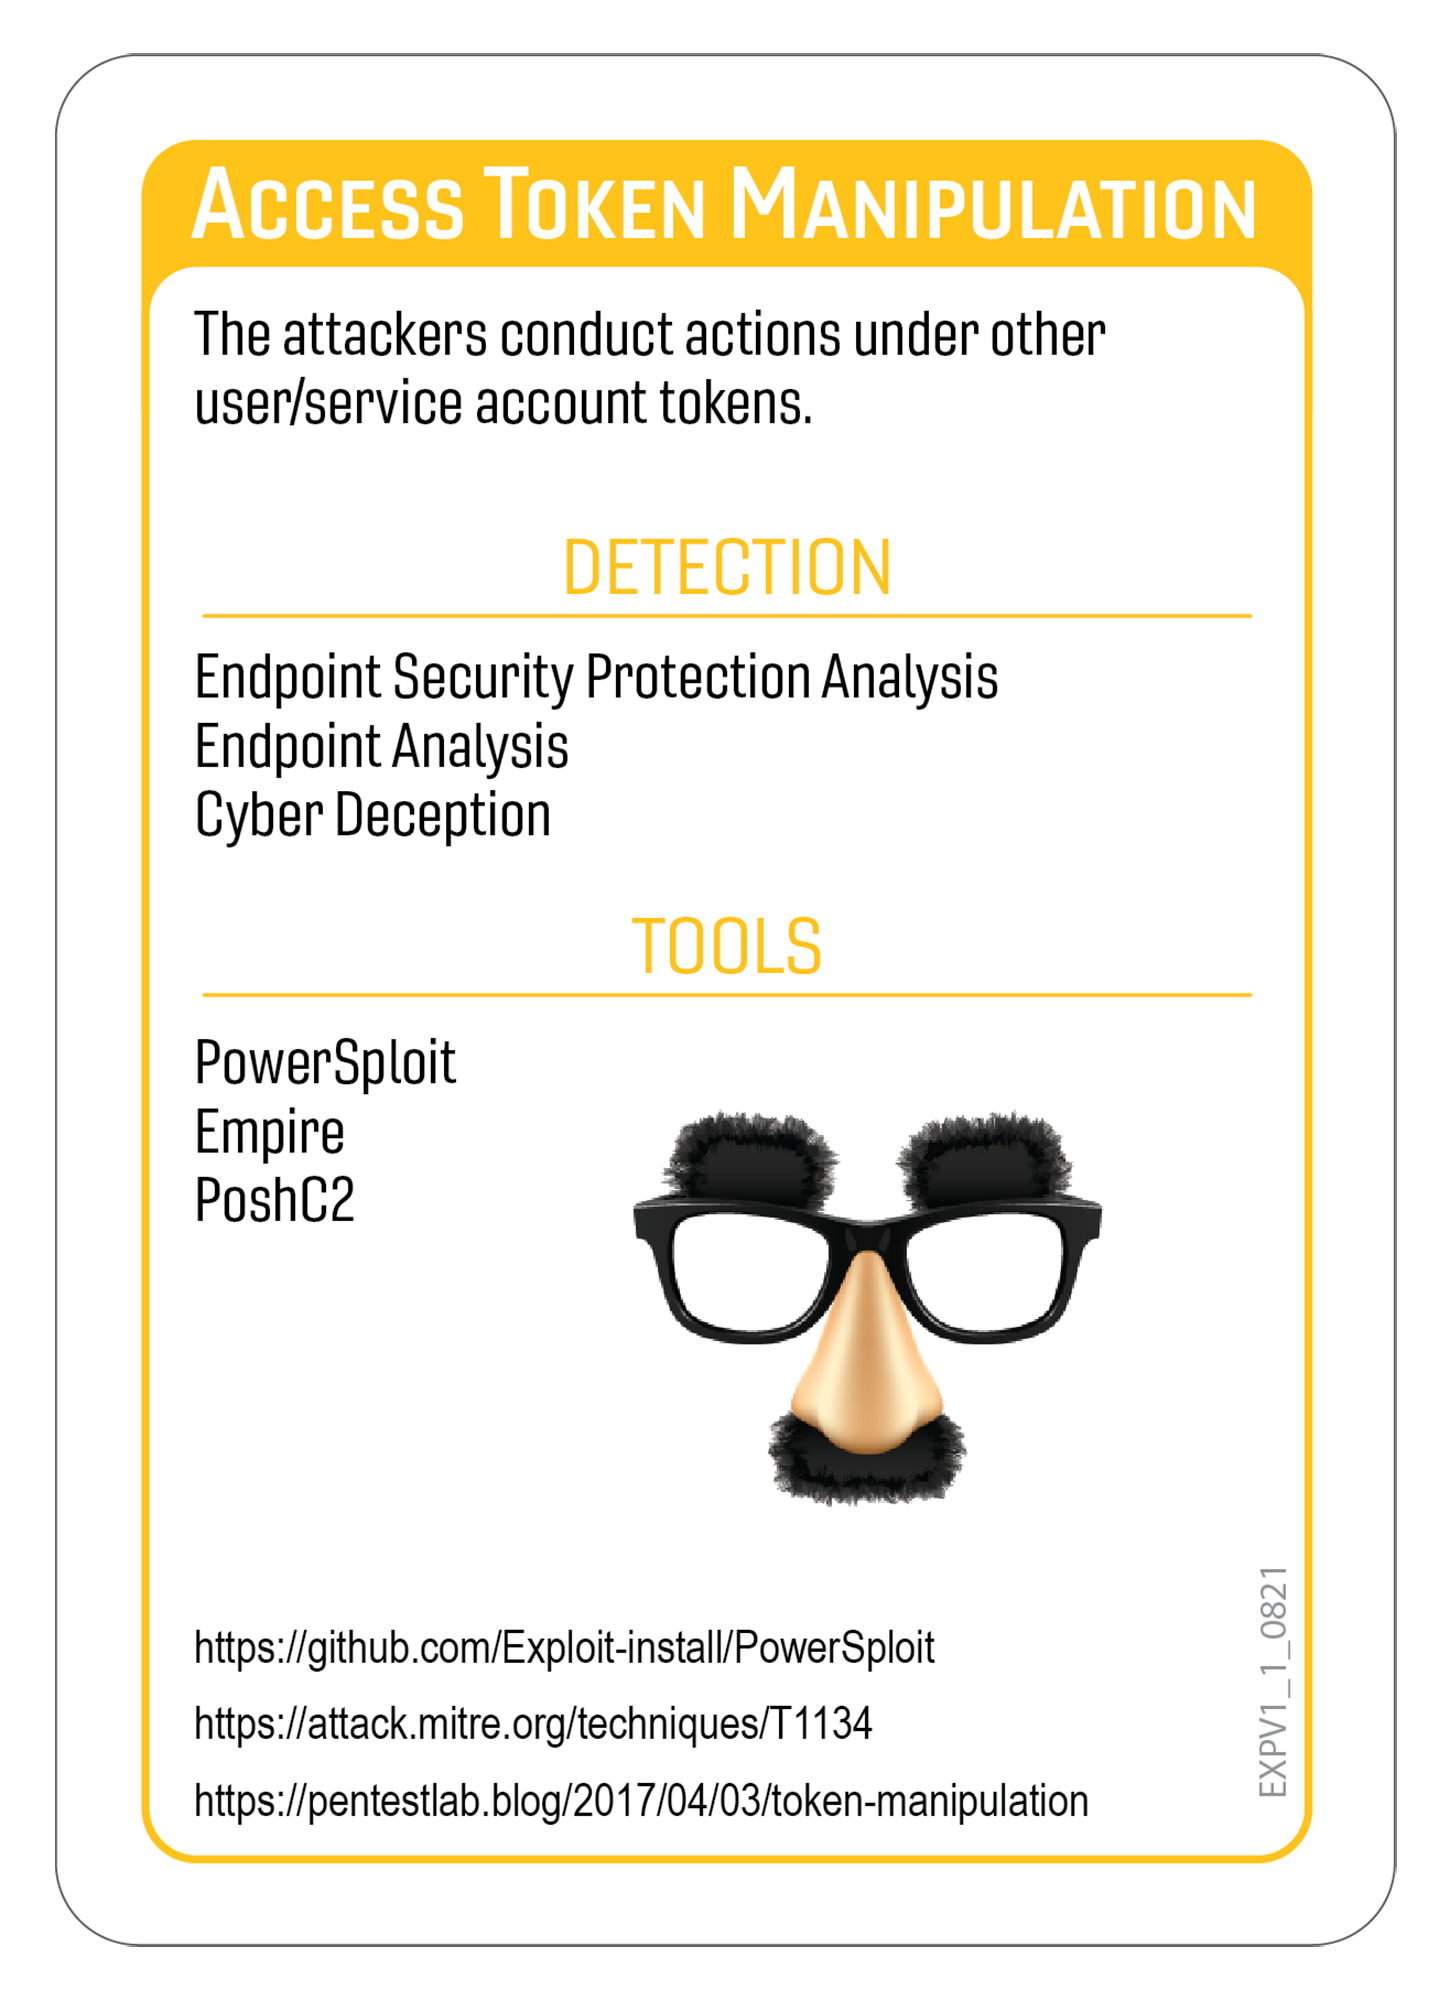 Access Token Manipulation
The attackers conduct actions under other
user/service account tokens.
DETECTION
Endpoint Security Protection Analysis
Endpoint Analysis
Cyber Deception
TOOLS
PowerSploit
Empire
PoshC2
https://github.com/Exploit-install/PowerSploit
https://attack.mitre.org/techniques/T1134
https://pentestlab.blog/2017/04/03/token-manipulation
EXPV1_1_0821